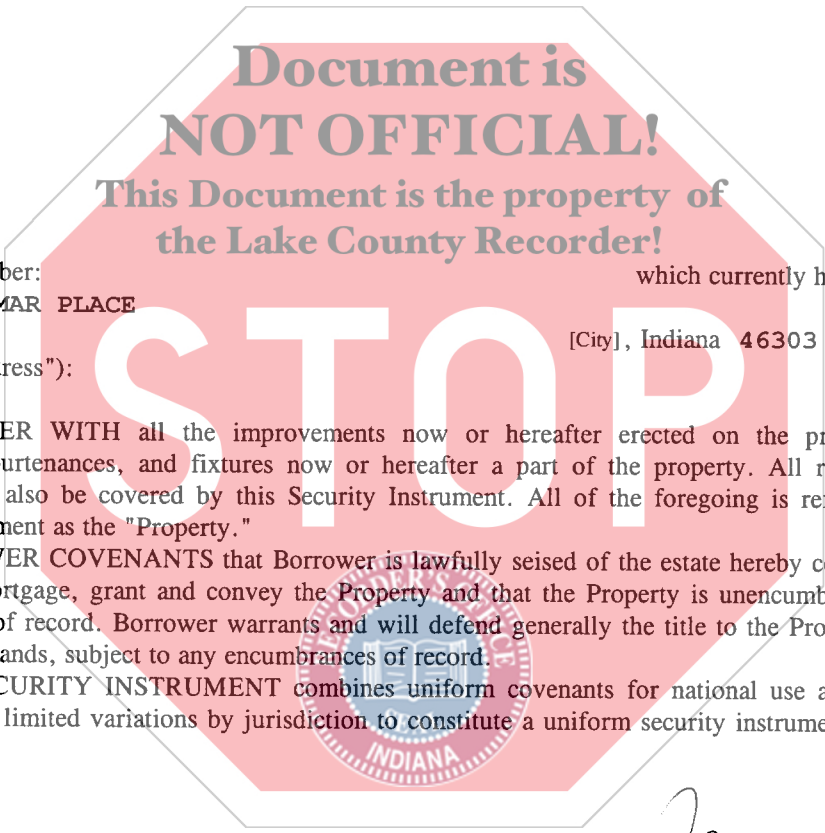 Document is
NOT OFFICIAL!
This Document is the property of
the Lake County Recorder!
ber: which currently h
MAR PLACE
[City], Indiana 46303
ress"):
STOP
ER WITH all the improvements now or hereafter erected on the pr
urtenances, and fixtures now or hereafter a part of the property. All r
also be covered by this Security Instrument. All of the foregoing is re
ment as the "Property."
VER COVENANTS that Borrower is lawfully seised of the estate hereby c
rtgage, grant and convey the Property and that the Property is unencumb
of record. Borrower warrants and will defend generally the title to the Pro
ands, subject to any encumbrances of record.
CURITY INSTRUMENT combines uniform covenants for national use a
limited variations by jurisdiction to constitute a uniform security instrume
RECORDER'S OFFICE
SEAL
INDIANA